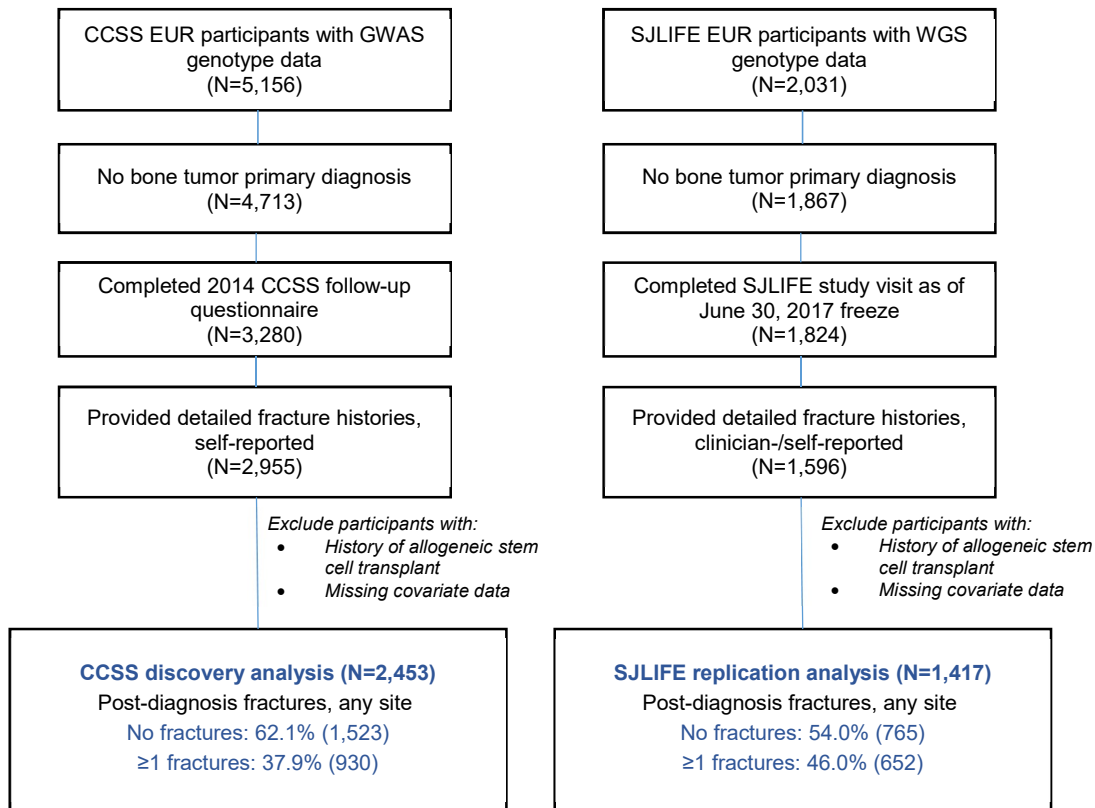 CCSS EUR participants with GWAS
genotype data
(N=5,156)
No bone tumor primary diagnosis
(N=4,713)
Completed 2014 CCSS follow-up
questionnaire
(N=3,280)
Provided detailed fracture histories,
self-reported
(N=2,955)
Exclude participants with:
• History of allogeneic stem
cell transplant
• Missing covariate data
CCSS discovery analysis (N=2,453)
Post-diagnosis fractures, any site
No fractures: 62.1% (1,523)
≥1 fractures: 37.9% (930)
SJLIFE EUR participants with WGS
genotype data
(N=2,031)
No bone tumor primary diagnosis
(N=1,867)
Completed SJLIFE study visit as of
June 30, 2017 freeze
(N=1,824)
Provided detailed fracture histories,
clinician-/self-reported
(N=1,596)
Exclude participants with:
• History of allogeneic stem
cell transplant
• Missing covariate data
SJLIFE replication analysis (N=1,417)
Post-diagnosis fractures, any site
No fractures: 54.0% (765)
≥1 fractures: 46.0% (652)